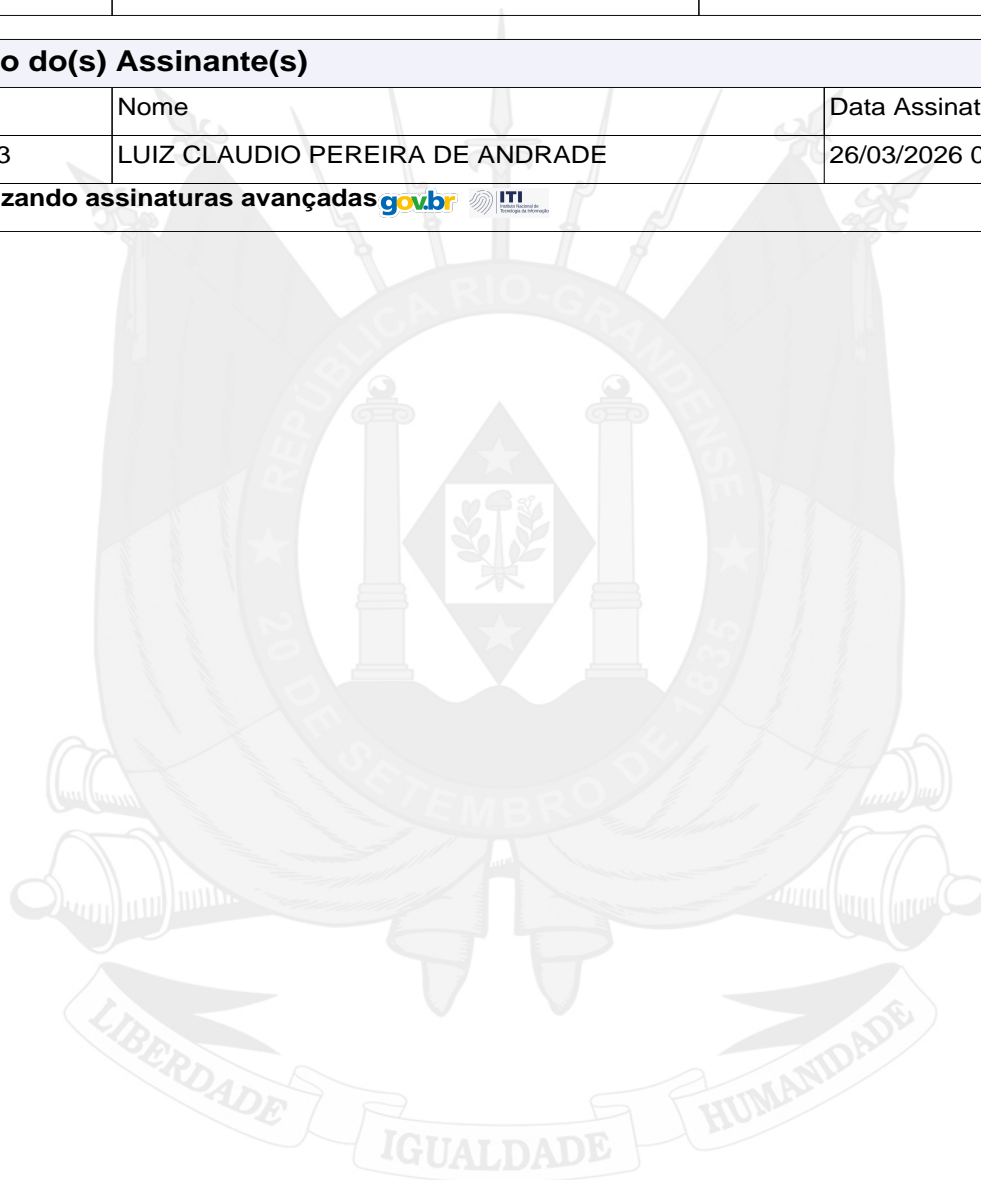 o do(s) Assinante(s)
Nome Data Assinat
3 LUIZ CLAUDIO PEREIRA DE ANDRADE 26/03/2026 0
zando assinaturas avançadas gov.br ITI
REPÚBLICA RIO-GRANDENSE
20 DE SETEMBRO DE 1835
LIBERDADE IGUALDADE HUMANIDADE